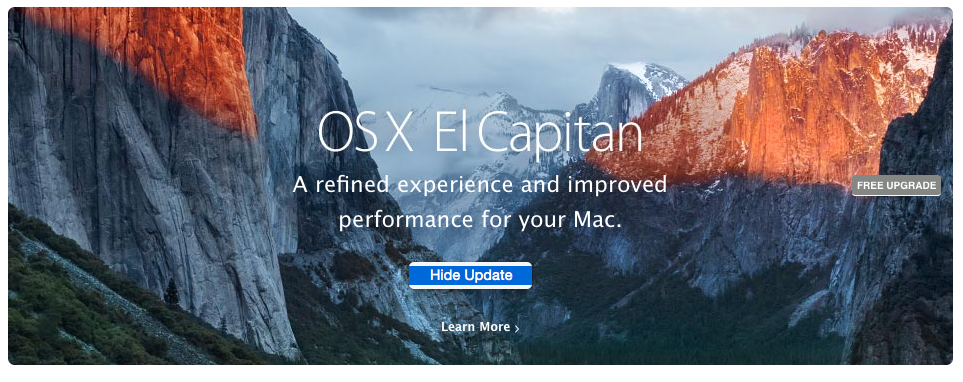 OS X El Capitan
A refined experience and improved
performance for your Mac.
FREE UPGRADE
Hide Update
Learn More ›